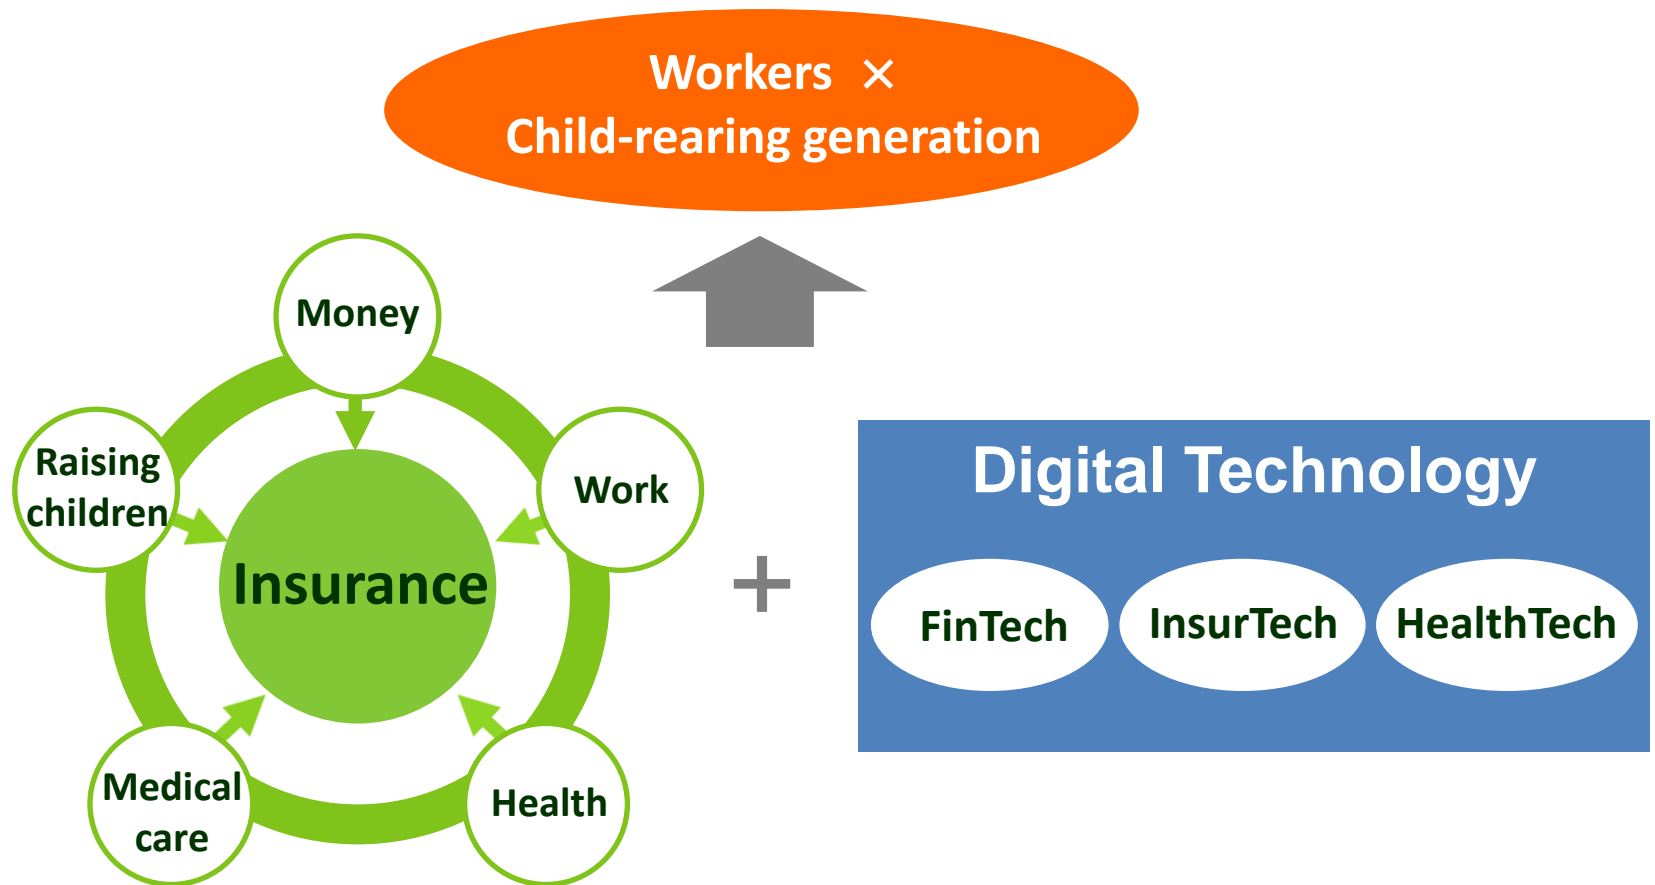 Workers ×
Child-rearing generation
Money
Raising
children
Work
Insurance
Medical
care
Health
+
Digital Technology
FinTech
InsurTech
HealthTech